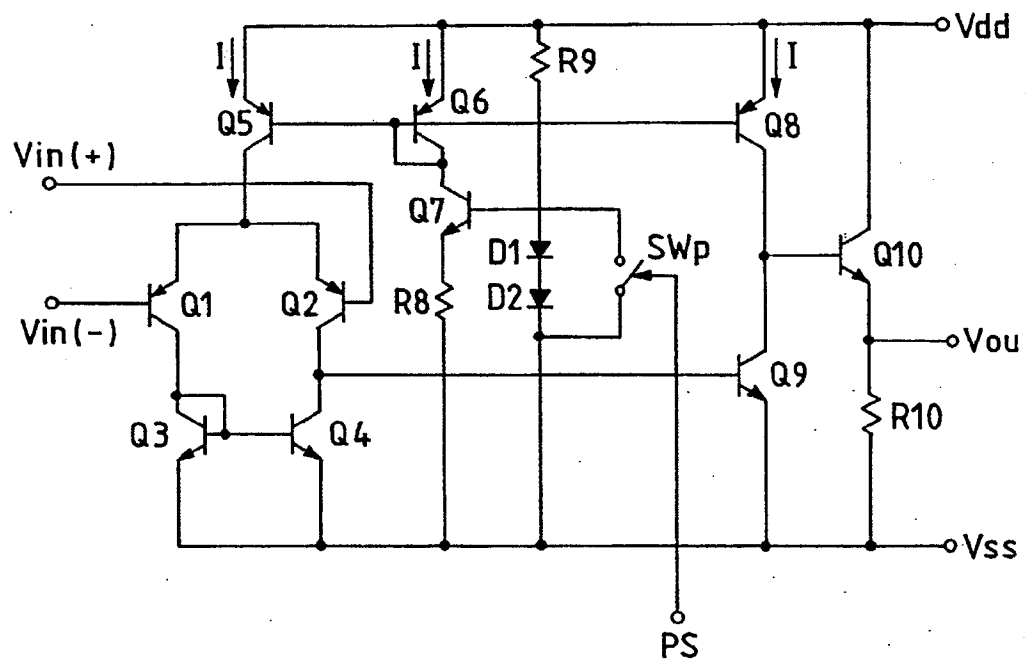 Vdd
I
I
R9
I
Q6
Q5
Q8
Vin(+)
Q7
SWp
D1
Q10
Q1
Q2
R8
D2
Vin(-)
Vou
Q9
R10
Q3
Q4
Vss
PS